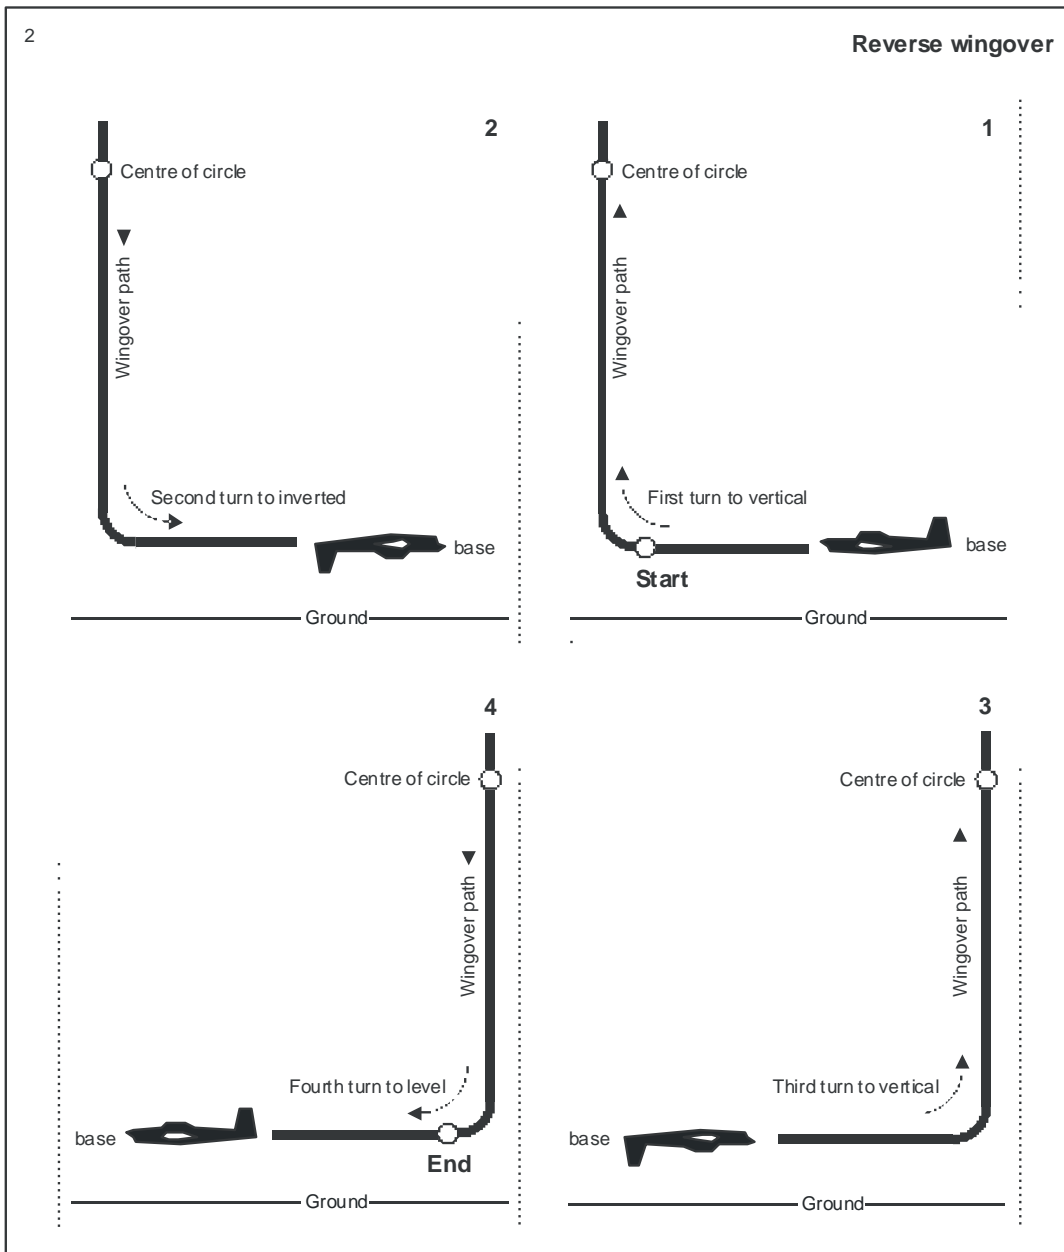 2
Reverse wingover
2
Centre of circle
Wingover path
Second turn to inverted
base
Ground
1
Centre of circle
Wingover path
First turn to vertical
base
Start
Ground
4
Centre of circle
Wingover path
Fourth turn to level
base
End
Ground
3
Centre of circle
Wingover path
Third turn to vertical
base
Ground